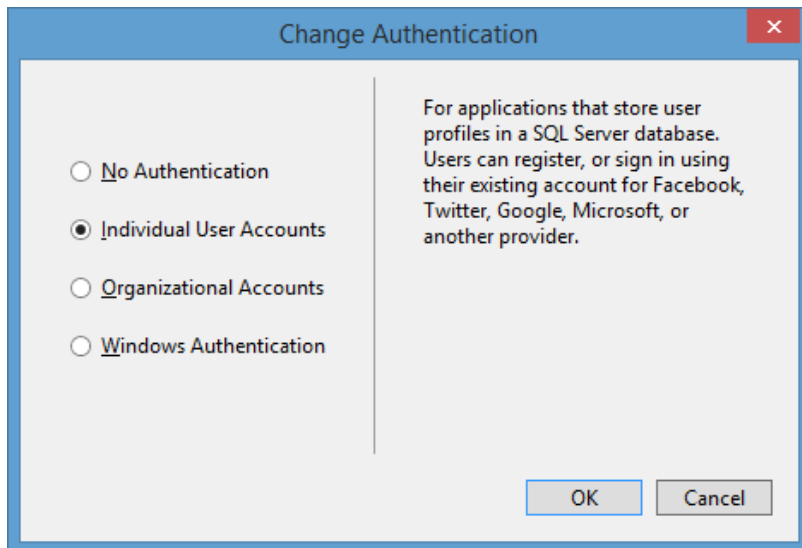 Change Authentication
No Authentication
Individual User Accounts
Organizational Accounts
Windows Authentication
For applications that store user
profiles in a SQL Server database.
Users can register, or sign in using
their existing account for Facebook,
Twitter, Google, Microsoft, or
another provider.
OK
Cancel